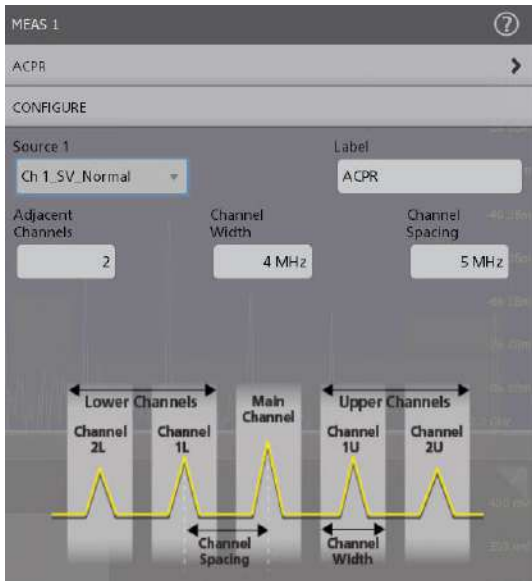 MEAS 1
?
ACPR
CONFIGURE
Source 1
Label
Ch 1_SV_Normal
ACPR
Adjacent Channels
Channel Width
Channel Spacing
2
4 MHz
5 MHz
Lower Channels
Main Channel
Upper Channels
Channel 2L
Channel 1L
Channel 1U
Channel 2U
Channel Spacing
Channel Width